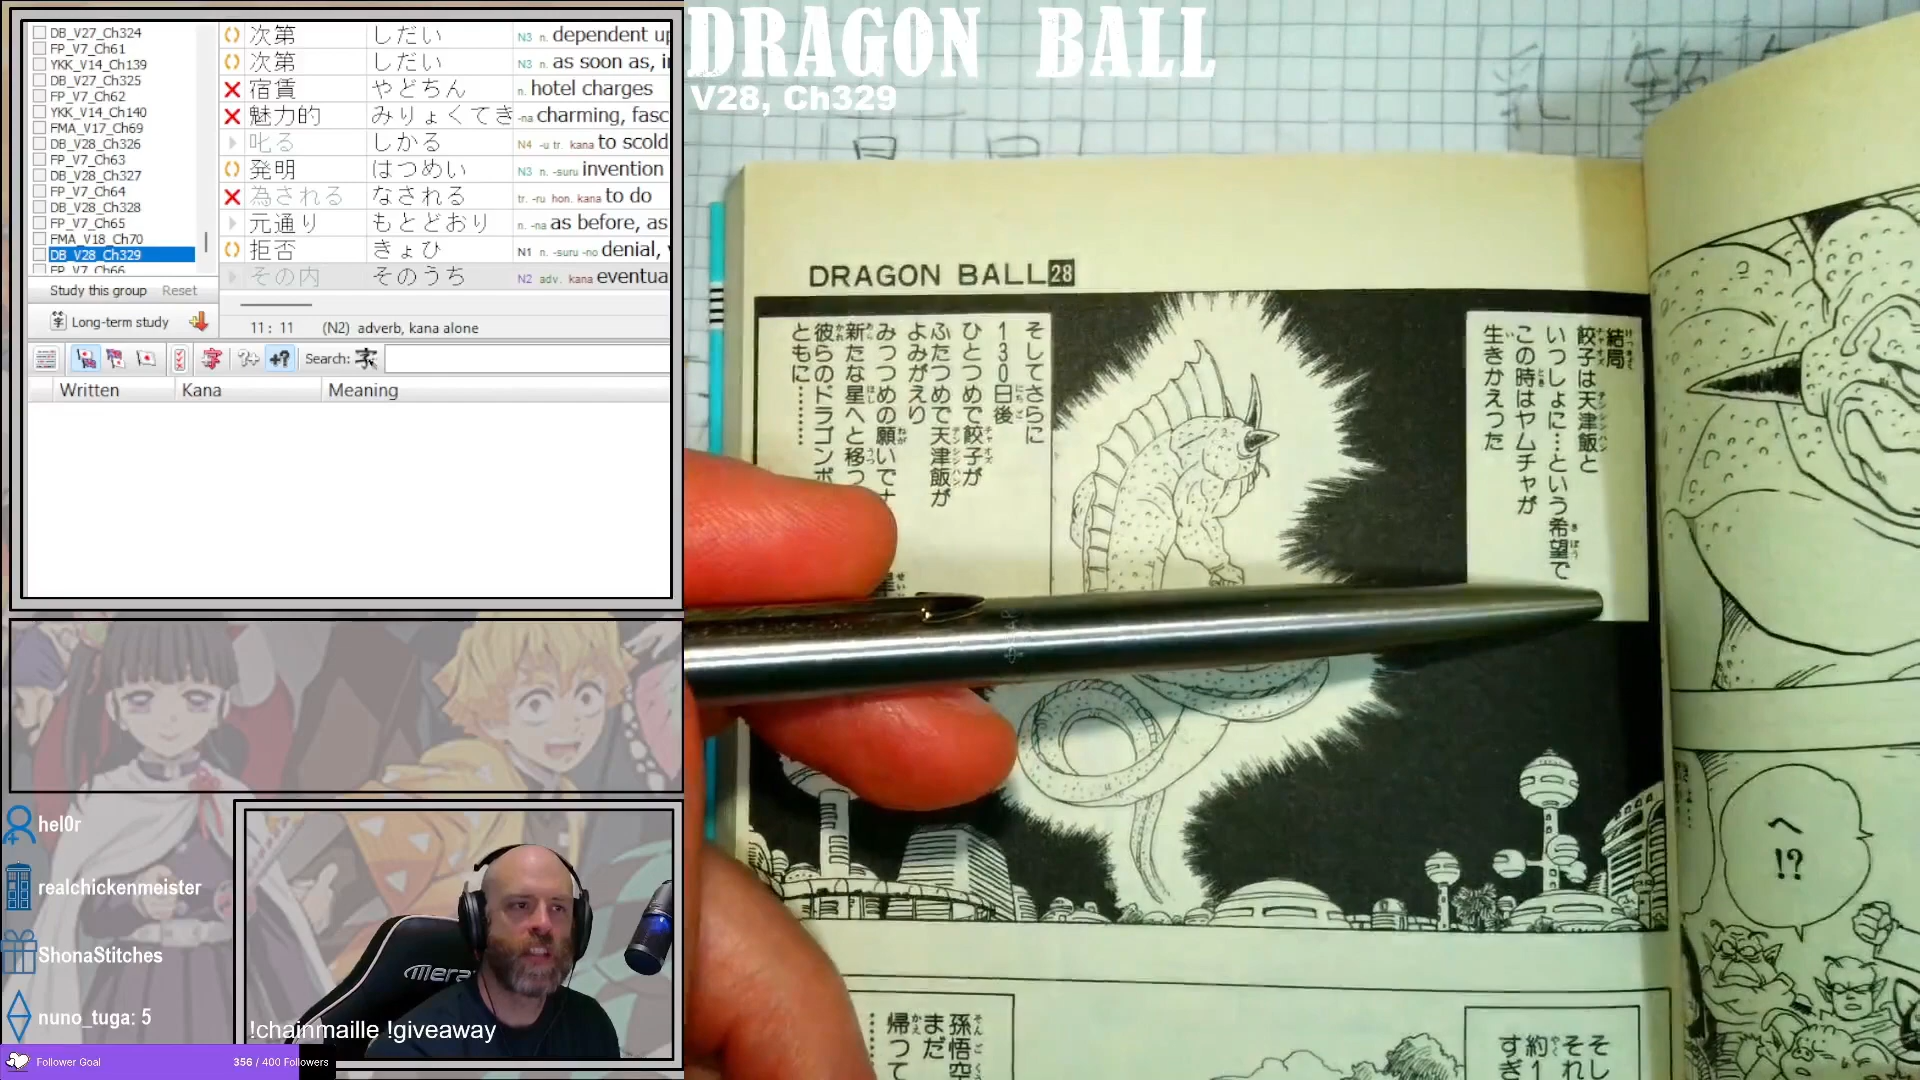 DB_V27_Ch324
FP_V7_Ch61
YKK_V14_Ch139
DB_V27_Ch325
FP_V7_Ch62
YKK_V14_Ch140
FMA_V17_Ch69
DB_V28_Ch326
FP_V7_Ch63
DB_V28_Ch327
FP_V7_Ch64
DB_V28_Ch328
FP_V7_Ch65
FMA_V18_Ch70
DB_V28_Ch329
FP_V7_Ch66
Study this group Reset
Long-term study
次第 しだい N3 n. dependent up
次第 しだい N3 n. as soon as, i
宿賃 やどちん n. hotel charges
魅力的 みりょくてき -na charming, fasc
叱る しかる N4 -u tr. kana to scold
発明 はつめい N3 n. -suru invention
為される なされる tr. -ru hon. kana to do
元通り もとどおり n. -na as before, as
拒否 きょひ N1 n. -suru -no denial,
その内 そのうち N2 adv. kana eventua
11: 11 (N2) adverb, kana alone
Search:
Written Kana Meaning
DRAGON BALL
V28, Ch329
DRAGON BALL 28
結局
餃子は天津飯と
いっしょに…という希望で
この時はヤムチャが
生きかえった
そしてさらに
130日後
ひとつめで餃子が
ふたつめで天津飯が
よみがえり
みっつめの願いでナ
新たな星へと移っ
彼らのドラゴンボ
ともに………
へ
!?
そし
それ
約1
すぎ
孫悟空
まだ
帰って
hel0r
realchickenmeister
ShonaStitches
nuno_tuga: 5
!chainmaille !giveaway
Follower Goal 356 / 400 Followers